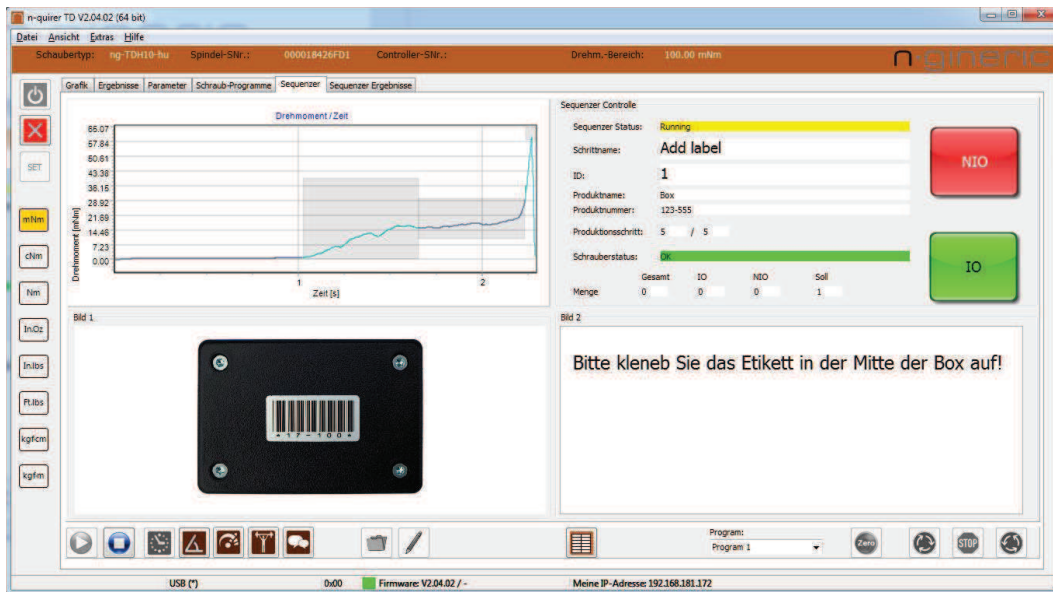 n-quirer TD V2.04.02 (64 bit)
Datei Ansicht Extras Hilfe
Schaubertyp: ng-TDH10-hu Spindel-SNr.: 000018426FD1 Controller-SNr.: Drehm.-Bereich: 100.00 mNm
n-gineric
Grafik Ergebnisse Parameter Schraub-Programme Sequenzer Sequenzer Ergebnisse
SET
mNm
cNm
Nm
In.Oz
In.lbs
Ft.lbs
kgfcm
kgfm
Drehmoment / Zeit
65.07
57.84
50.61
43.38
36.15
28.92
21.69
14.46
7.23
0.00
Drehmoment [mNm]
1 2
Zeit [s]
Sequenzer Controlle
Sequenzer Status: Running
Schrittname: Add label
ID: 1
Produktname: Box
Produktnummer: 123-555
Produktionsschritt: 5 / 5
Schrauberstatus: OK
Gesamt IO NIO Soll
Menge 0 0 0 1
NIO
IO
Bild 1
*17-100*
Bild 2
Bitte kleneb Sie das Etikett in der Mitte der Box auf!
Program:
Program 1
Zero
STOP
USB (*) 0x00 Firmware: V2.04.02 / - Meine IP-Adresse: 192.168.181.172